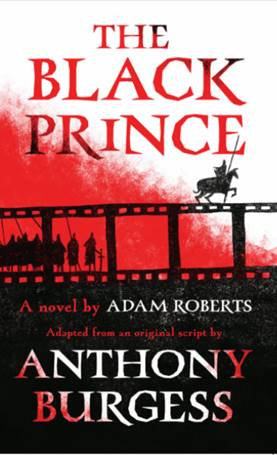 THE
BLACK
PRINCE
A novel by ADAM ROBERTS
Adapted from an original script by
ANTHONY
BURGESS